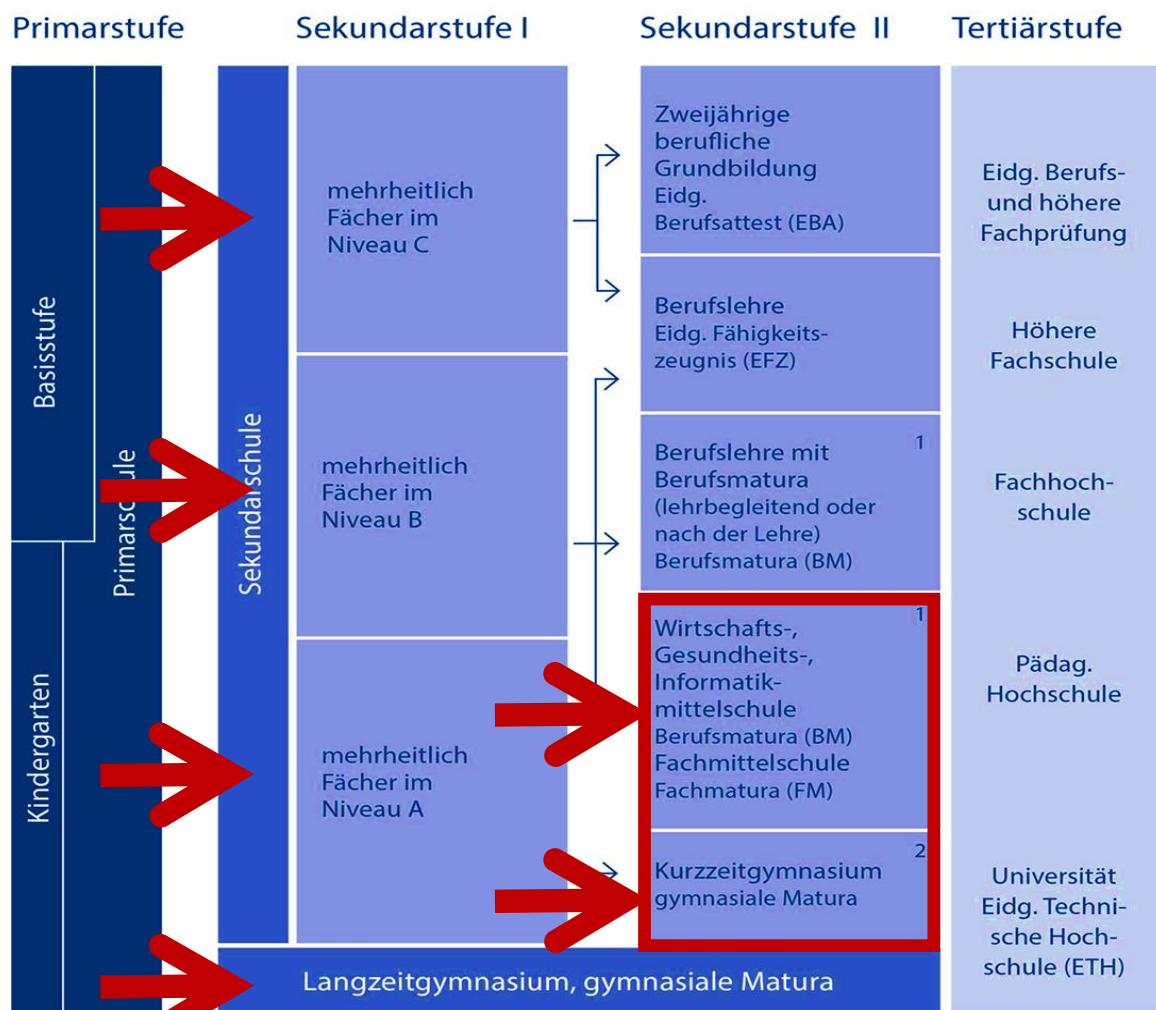 Primarstufe
Sekundarstufe I
Sekundarstufe II
Tertiärstufe
Basisstufe
Kindergarten
Primarschule
Sekundarschule
mehrheitlich
Fächer im
Niveau C
mehrheitlich
Fächer im
Niveau B
mehrheitlich
Fächer im
Niveau A
Zweijährige
berufliche
Grundbildung
Eidg.
Berufsattest (EBA)
Berufslehre
Eidg. Fähigkeits-
zeugnis (EFZ)
Berufslehre mit 1
Berufsmatura
(lehrbegleitend oder
nach der Lehre)
Berufsmatura (BM)
Wirtschafts-, 1
Gesundheits-,
Informatik-
mittelschule
Berufsmatura (BM)
Fachmittelschule
Fachmatura (FM)
Kurzzeitgymnasium 2
gymnasiale Matura
Langzeitgymnasium, gymnasiale Matura
Eidg. Berufs-
und höhere
Fachprüfung
Höhere
Fachschule
Fachhoch-
schule
Pädag.
Hochschule
Universität
Eidg. Techni-
sche Hoch-
schule (ETH)